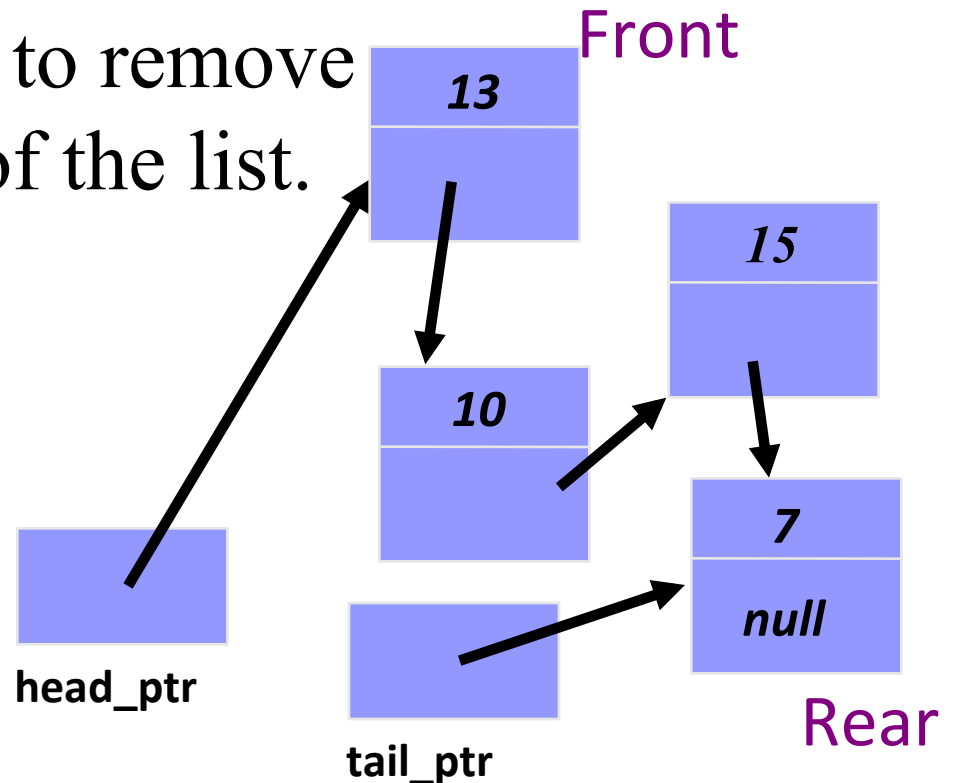 to remove
of the list.
Front
13
15
10
7
null
head_ptr
Rear
tail_ptr